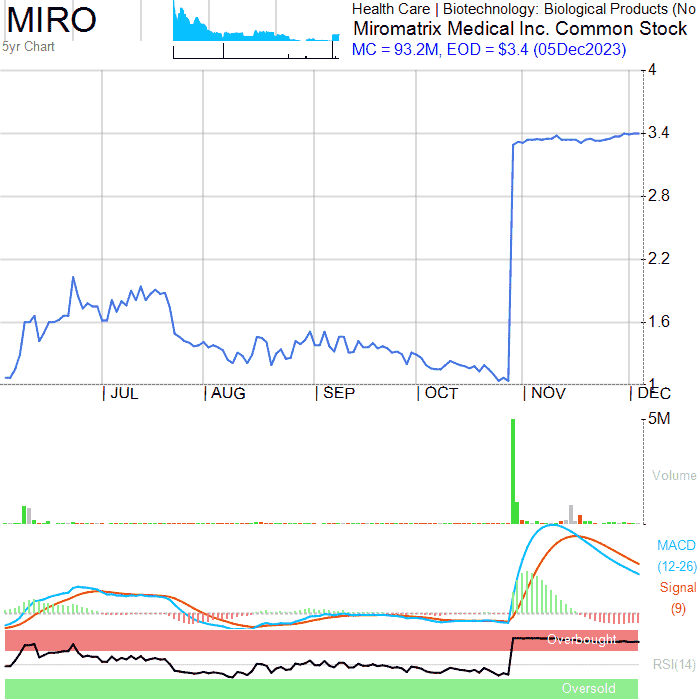 MIRO
5yr Chart
Health Care | Biotechnology: Biological Products (No
Miromatrix Medical Inc. Common Stock
MC = 93.2M, EOD = $3.4 (05Dec2023)
4
3.4
2.8
2.2
1.6
1
JUL AUG SEP OCT NOV DEC
5M
Volume
MACD
(12-26)
Signal
(9)
Overbought
RSI(14)
Oversold